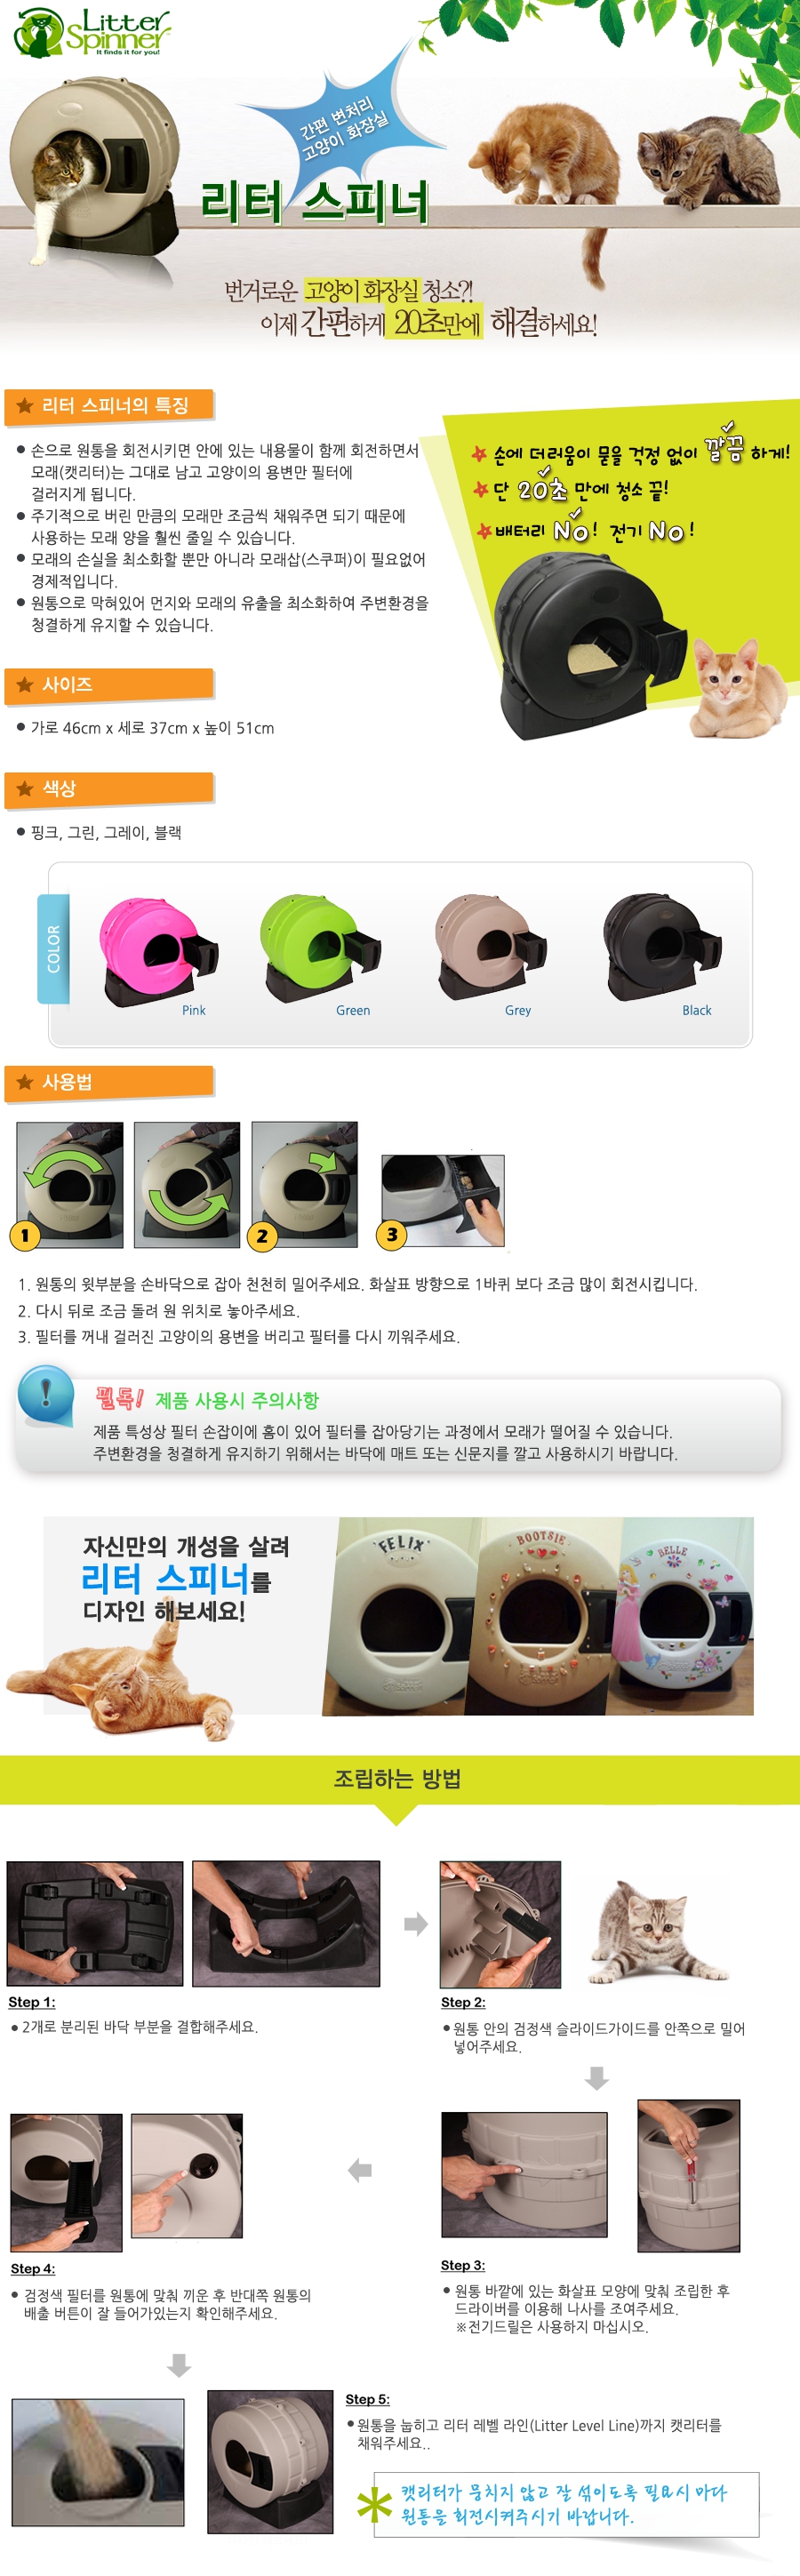 Litter
Spinner
It finds it for you!
간편 변처리
고양이 화장실
리터 스피너
번거로운 고양이 화장실 청소?!
이제 간편하게 20초만에 해결하세요!
리터 스피너의 특징
손으로 원통을 회전시키면 안에 있는 내용물이 함께 회전하면서
모래(캣리터)는 그대로 남고 고양이의 용변만 필터에
걸러지게 됩니다.
주기적으로 버린 만큼의 모래만 조금씩 채워주면 되기 때문에
사용하는 모래 양을 훨씬 줄일 수 있습니다.
모래의 손실을 최소화할 뿐만 아니라 모래삽(스쿠퍼)이 필요없어
경제적입니다.
원통으로 막혀있어 먼지와 모래의 유출을 최소화하여 주변환경을
청결하게 유지할 수 있습니다.
손에 더러움이 묻을 걱정 없이 깔끔하게!
단 20초 만에 청소 끝!
배터리 No! 전기 No!
사이즈
가로 46cm x 세로 37cm x 높이 51cm
색상
핑크, 그린, 그레이, 블랙
COLOR
Pink
Green
Grey
Black
사용법
1
2
3
1. 원통의 윗부분을 손바닥으로 잡아 천천히 밀어주세요. 화살표 방향으로 1바퀴 보다 조금 많이 회전시킵니다.
2. 다시 뒤로 조금 돌려 원 위치로 놓아주세요.
3. 필터를 꺼내 걸러진 고양이의 용변을 버리고 필터를 다시 끼워주세요.
필독! 제품 사용시 주의사항
제품 특성상 필터 손잡이에 홈이 있어 필터를 잡아당기는 과정에서 모래가 떨어질 수 있습니다.
주변환경을 청결하게 유지하기 위해서는 바닥에 매트 또는 신문지를 깔고 사용하시기 바랍니다.
자신만의 개성을 살려
리터 스피너를
디자인 해보세요!
FELIX
BOOTSIE
BELLE
조립하는 방법
Step 1:
2개로 분리된 바닥 부분을 결합해주세요.
Step 2:
원통 안의 검정색 슬라이드가이드를 안쪽으로 밀어
넣어주세요.
Step 3:
원통 바깥에 있는 화살표 모양에 맞춰 조립한 후
드라이버를 이용해 나사를 조여주세요.
※전기드릴은 사용하지 마십시오.
Step 4:
검정색 필터를 원통에 맞춰 끼운 후 반대쪽 원통의
배출 버튼이 잘 들어가있는지 확인해주세요.
Step 5:
원통을 눕히고 리터 레벨 라인(Litter Level Line)까지 캣리터를
채워주세요..
캣리터가 뭉치지 않고 잘 섞이도록 필요시 마다
원통을 회전시켜주시기 바랍니다.